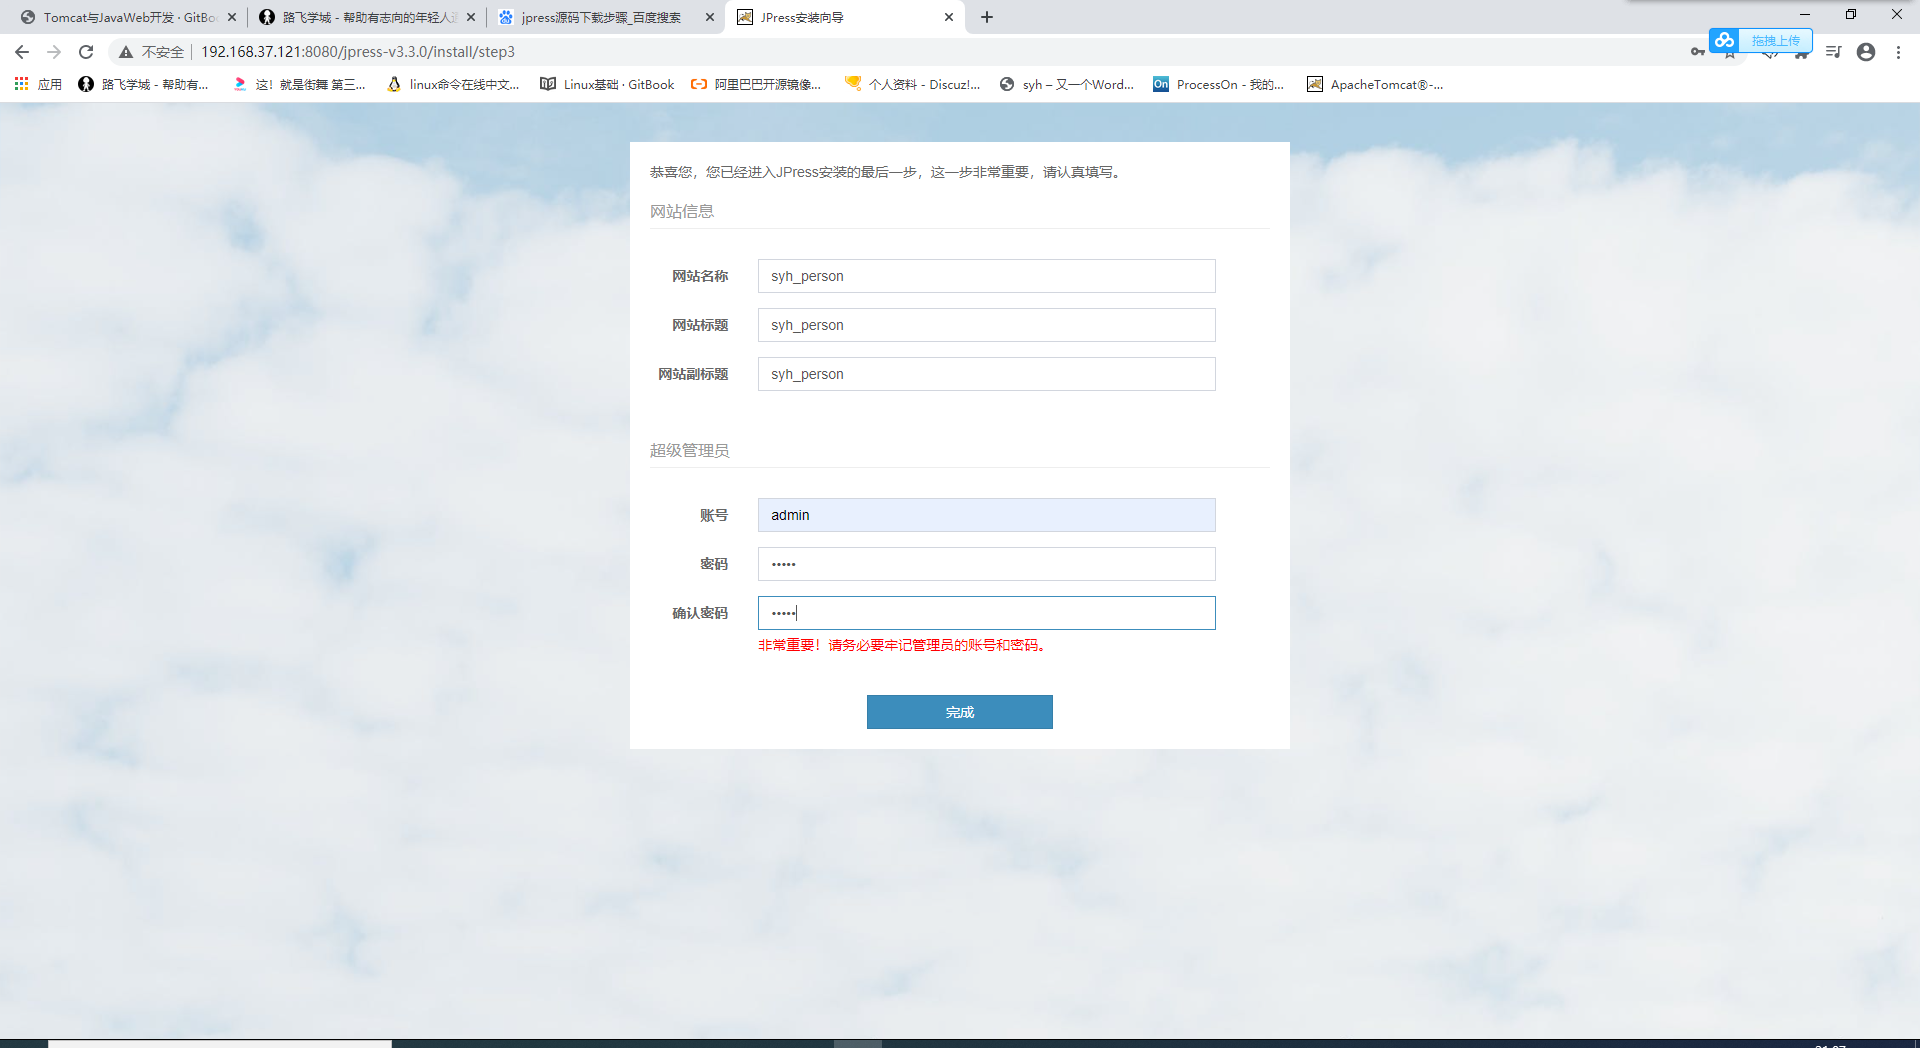 Tomcat与JavaWeb开发 · GitBo
路飞学城 - 帮助有志向的年轻人
jpress源码下载步骤_百度搜索
JPress安装向导
不安全
192.168.37.121:8080/jpress-v3.3.0/install/step3
拖拽上传
应用
路飞学城 - 帮助有...
这！就是街舞 第三...
linux命令在线中文...
Linux基础 · GitBook
阿里巴巴开源镜像...
个人资料 - Discuz!...
syh – 又一个Word...
On
ProcessOn - 我的...
ApacheTomcat®-...
恭喜您，您已经进入JPress安装的最后一步，这一步非常重要，请认真填写。
网站信息
网站名称 syh_person
网站标题 syh_person
网站副标题 syh_person
超级管理员
账号 admin
密码 •••••
确认密码 •••••
非常重要！请务必要牢记管理员的账号和密码。
完成